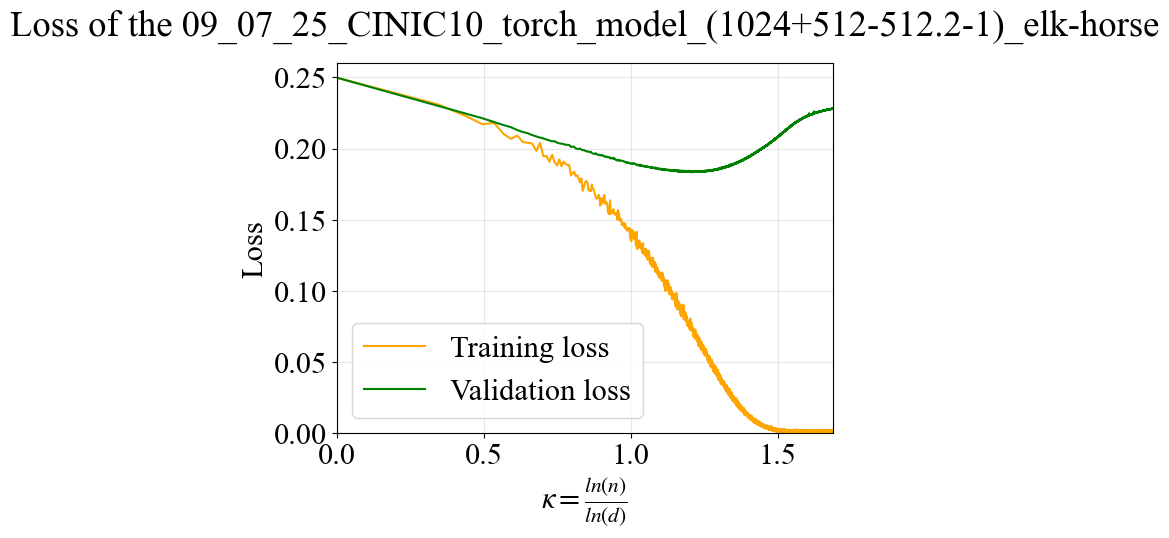 Loss of the 09_07_25_CINIC10_torch_model_(1024+512-512.2-1)_elk-horse
0.25
0.20
0.15
0.10
0.05
0.00
Loss
Training loss
Validation loss
0.0 0.5 1.0 1.5
κ = ln(n)/ln(d)